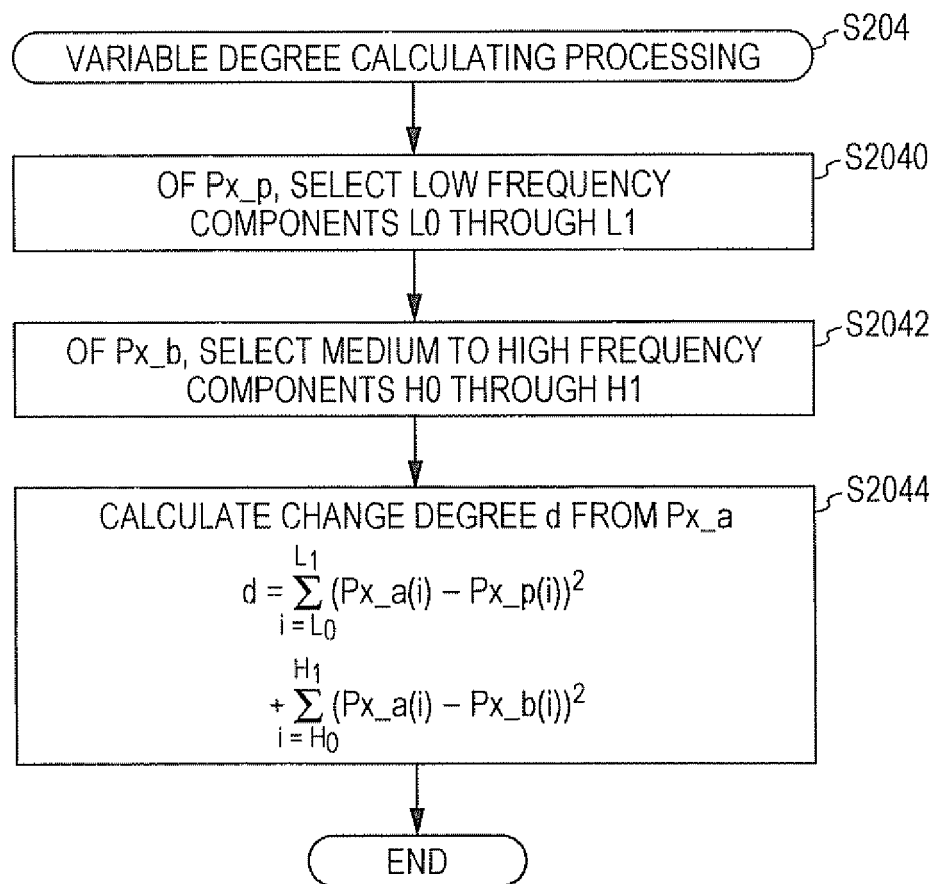 S204
VARIABLE DEGREE CALCULATING PROCESSING
S2040
OF Px_p, SELECT LOW FREQUENCY
COMPONENTS L0 THROUGH L1
S2042
OF Px_b, SELECT MEDIUM TO HIGH FREQUENCY
COMPONENTS H0 THROUGH H1
S2044
CALCULATE CHANGE DEGREE d FROM Px_a
d = L1 ∑ i = L0 (Px_a(i) – Px_p(i))²
+ H1 ∑ i = H0 (Px_a(i) – Px_b(i))²
END